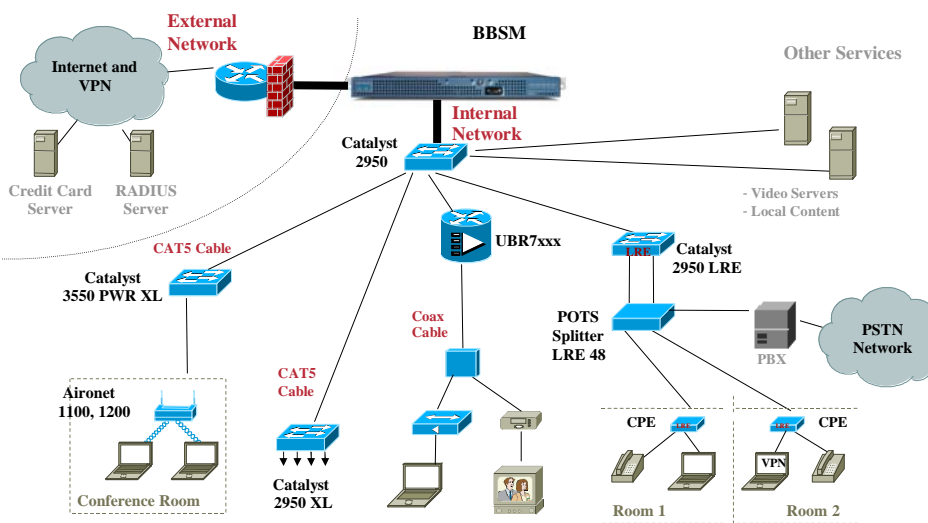 External
Network
BBSM
Other Services
Internet and
VPN
Internal
Network
Catalyst
2950
Credit Card
Server
RADIUS
Server
- Video Servers
- Local Content
CAT5 Cable
UBR7xxx
LRE
Catalyst
2950 LRE
Catalyst
3550 PWR XL
Coax
Cable
POTS
Splitter
LRE 48
PBX
PSTN
Network
CAT5
Cable
Aironet
1100, 1200
CPE
LRE
LRE
CPE
VPN
Conference Room
Catalyst
2950 XL
Room 1
Room 2